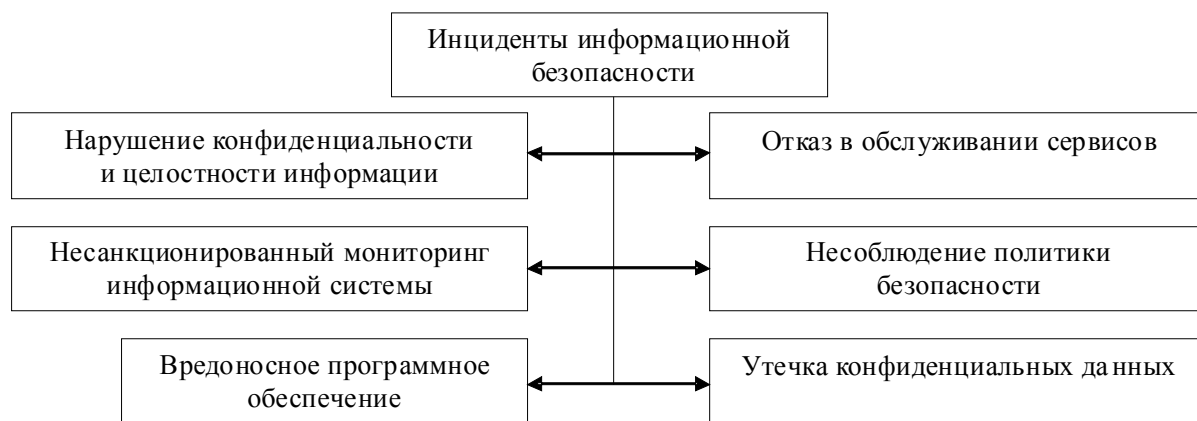 Инциденты информационной
безопасности
Нарушение конфиденциальности
и целостности информации
Отказ в обслуживании сервисов
Несанкционированный мониторинг
информационной системы
Несоблюдение политики
безопасности
Вредоносное программное
обеспечение
Утечка конфиденциальных данных